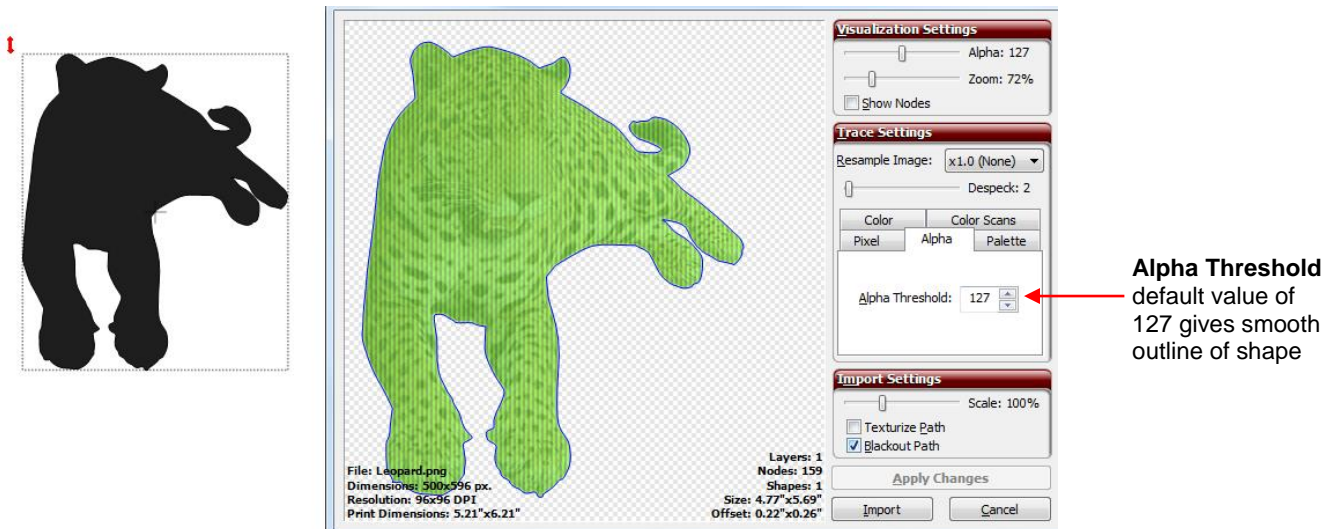 Visualization Settings
Alpha: 127
Zoom: 72%
Show Nodes
Trace Settings
Resample Image: x1.0 (None)
Despeck: 2
Color Color Scans
Pixel Alpha Palette
Alpha Threshold: 127
Import Settings
Scale: 100%
Texturize Path
Blackout Path
Apply Changes
Import Cancel
File: Leopard.png
Dimensions: 500x596 px.
Resolution: 96x96 DPI
Print Dimensions: 5.21"x6.21"
Layers: 1
Nodes: 159
Shapes: 1
Size: 4.77"x5.69"
Offset: 0.22"x0.26"
Alpha Threshold
default value of
127 gives smooth
outline of shape